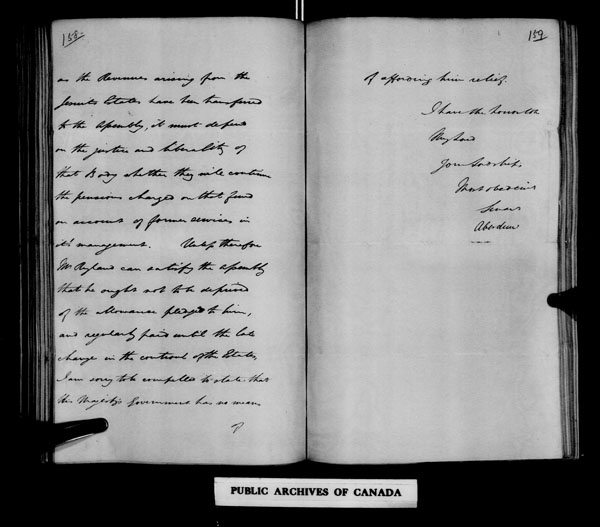 158.
as the Revenues arising from the
Jesuits Estates have been transferred
to the Assembly, it must depend
on the justice and liberality of
that Body whether they will continue
the pensions charged on that fund
on account of former services in
its management. Unless therefore
Mr Ryland can satisfy the Assembly
that he ought not to be deprived
of the allowance pledged to him,
and regularly paid until the late
change in the controul of the Estates
I am sorry to be compelled to state that
His Majesty's Government has no means
of
159
of affording him relief.
I have the honor to be
My Lord
Your Lordship's
Most obedient
Servant
Aberdeen
PUBLIC ARCHIVES OF CANADA